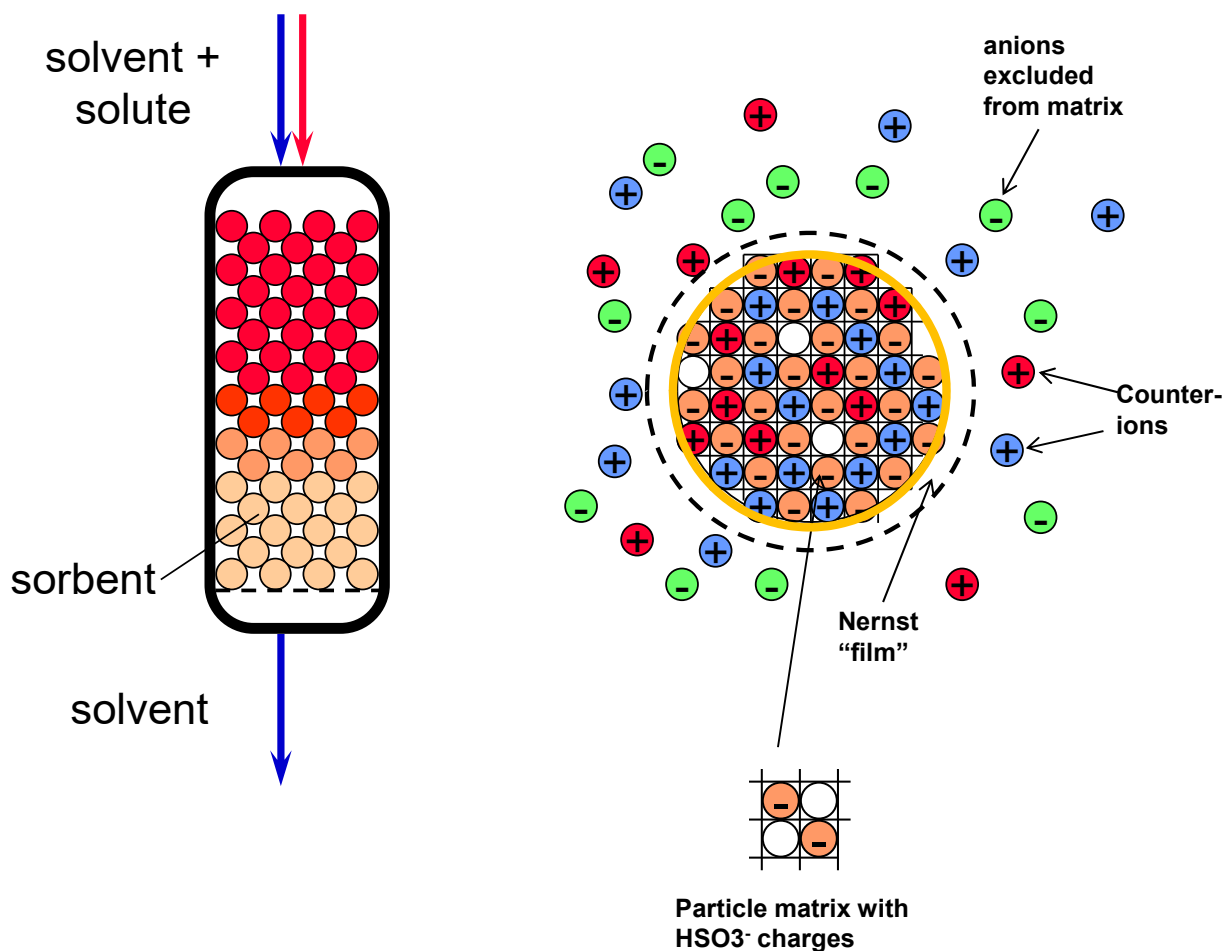 solvent +
solute
sorbent
solvent
anions
excluded
from matrix
Counter-
ions
Nernst
“film”
Particle matrix with
HSO3- charges